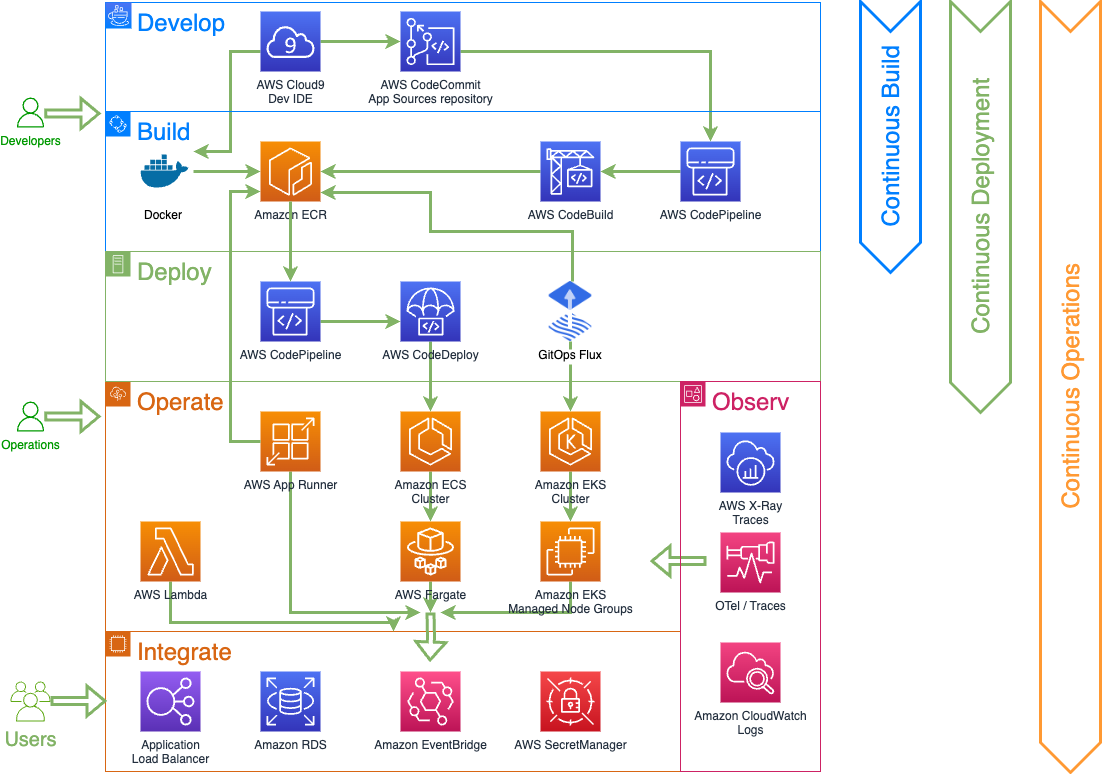 Develop
9
AWS Cloud9
Dev IDE
AWS CodeCommit
App Sources repository
Developers
Build
Docker
Amazon ECR
AWS CodeBuild
AWS CodePipeline
Deploy
AWS CodePipeline
AWS CodeDeploy
GitOps Flux
Operations
Operate
AWS App Runner
Amazon ECS
Cluster
K
Amazon EKS
Cluster
AWS Lambda
AWS Fargate
Amazon EKS
Managed Node Groups
Observ
AWS X-Ray
Traces
OTel / Traces
Amazon CloudWatch
Logs
Users
Integrate
Application
Load Balancer
Amazon RDS
Amazon EventBridge
AWS SecretManager
Continuous Build
Continuous Deployment
Continuous Operations